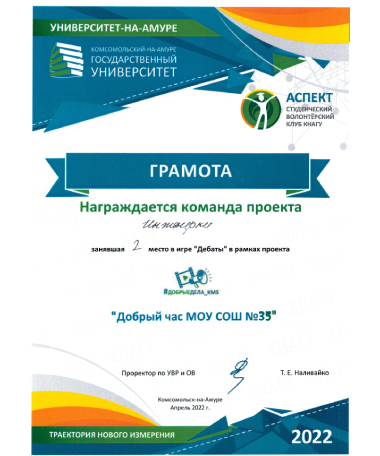 УНИВЕРСИТЕТ-НА-АМУРЕ
КОМСОМОЛЬСКИЙ-НА-АМУРЕ
ГОСУДАРСТВЕННЫЙ
УНИВЕРСИТЕТ
АСПЕКТ
СТУДЕНЧЕСКИЙ
ВОЛОНТЁРСКИЙ
КЛУБ КНАГУ
ГРАМОТА
Награждается команда проекта
занявшая 2 место в игре "Дебаты" в рамках проекта
#ДОБРЫЕДЕЛА_KMS
"Добрый час МОУ СОШ №35"
Проректор по УВР и ОВ
Т. Е. Наливайко
Комсомольск-на-Амуре
Апрель 2022 г.
ТРАЕКТОРИЯ НОВОГО ИЗМЕРЕНИЯ
2022